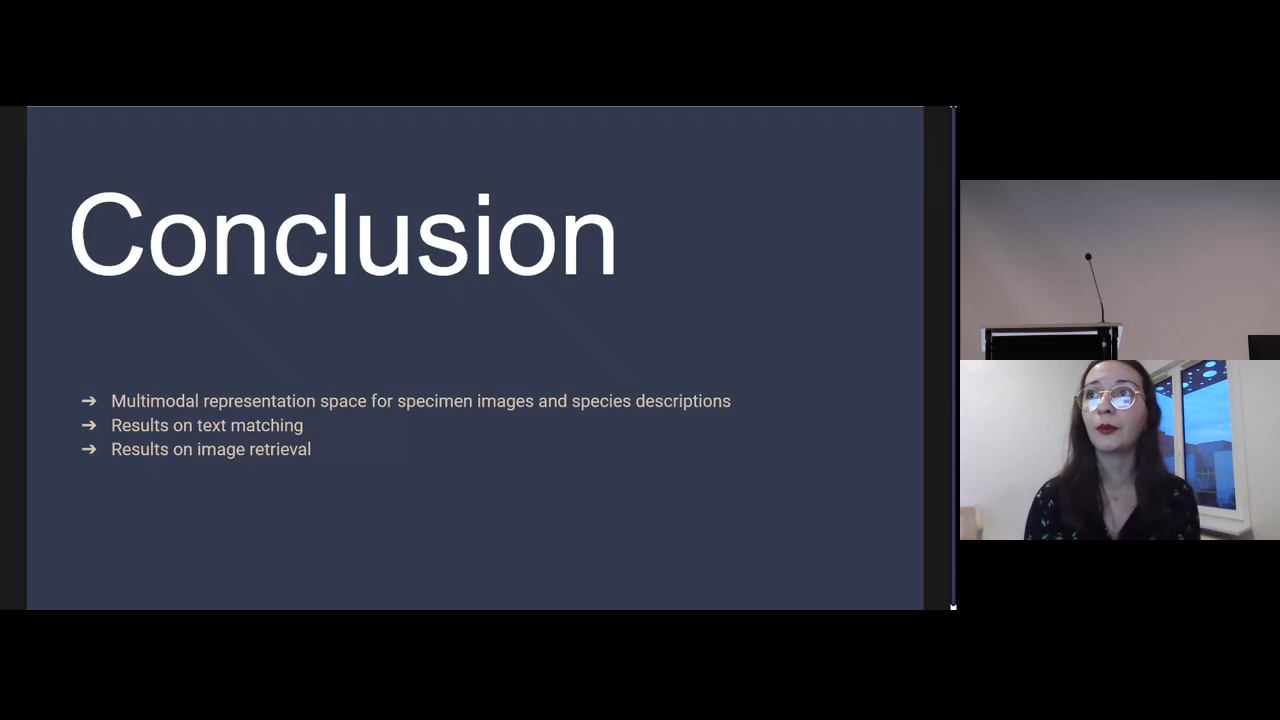 Conclusion
➔ Multimodal representation space for specimen images and species descriptions
➔ Results on text matching
➔ Results on image retrieval